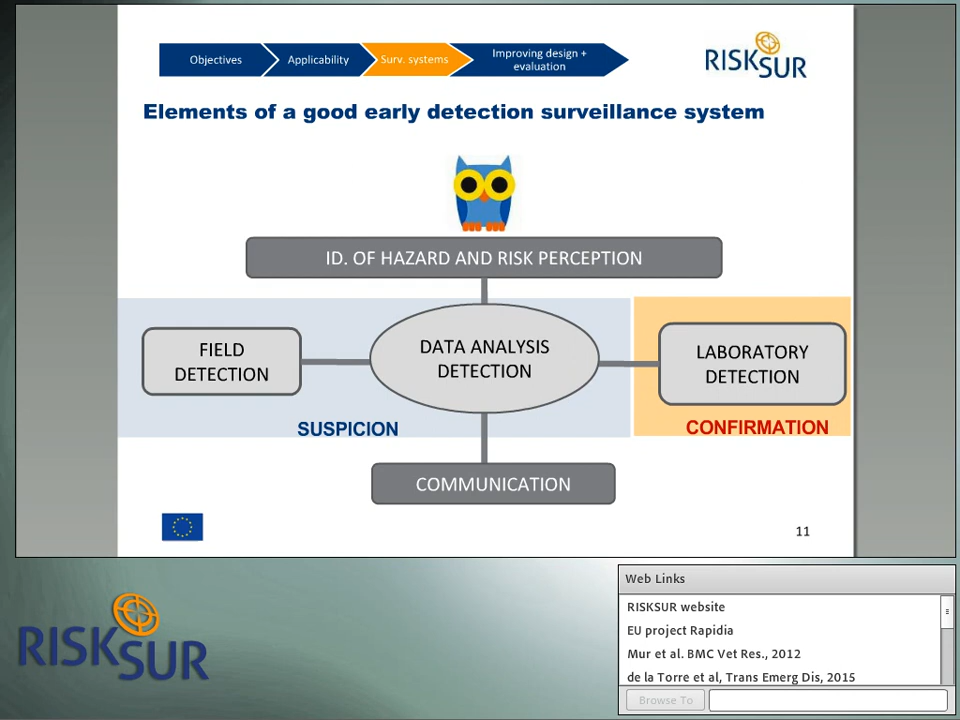 Objectives
Applicability
Surv. systems
Improving design +
evaluation
RISKSUR
Elements of a good early detection surveillance system
ID. OF HAZARD AND RISK PERCEPTION
FIELD
DETECTION
DATA ANALYSIS
DETECTION
LABORATORY
DETECTION
SUSPICION
CONFIRMATION
COMMUNICATION
11
RISKSUR
Web Links
RISKSUR website
EU project Rapidia
Mur et al. BMC Vet Res., 2012
de la Torre et al, Trans Emerg Dis, 2015
Browse To